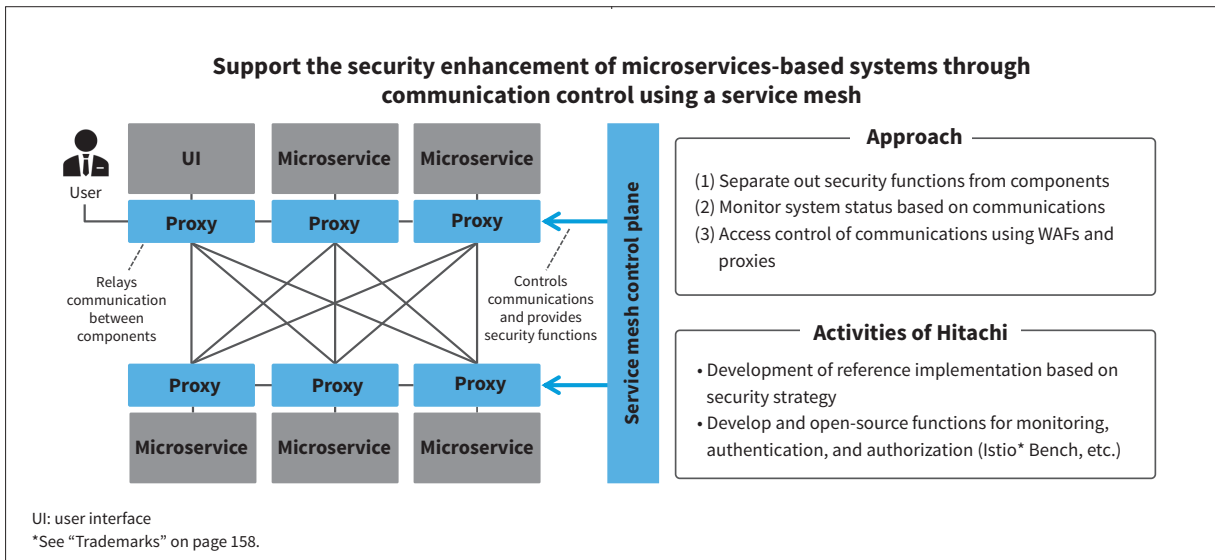 Support the security enhancement of microservices-based systems through
communication control using a service mesh
User
UI
Microservice
Microservice
Proxy
Proxy
Proxy
Relays
communication
between
components
Controls
communications
and provides
security functions
Proxy
Proxy
Proxy
Microservice
Microservice
Microservice
Service mesh control plane
Approach
(1) Separate out security functions from components
(2) Monitor system status based on communications
(3) Access control of communications using WAFs and
proxies
Activities of Hitachi
• Development of reference implementation based on
security strategy
• Develop and open-source functions for monitoring,
authentication, and authorization (Istio* Bench, etc.)
UI: user interface
*See “Trademarks” on page 158.